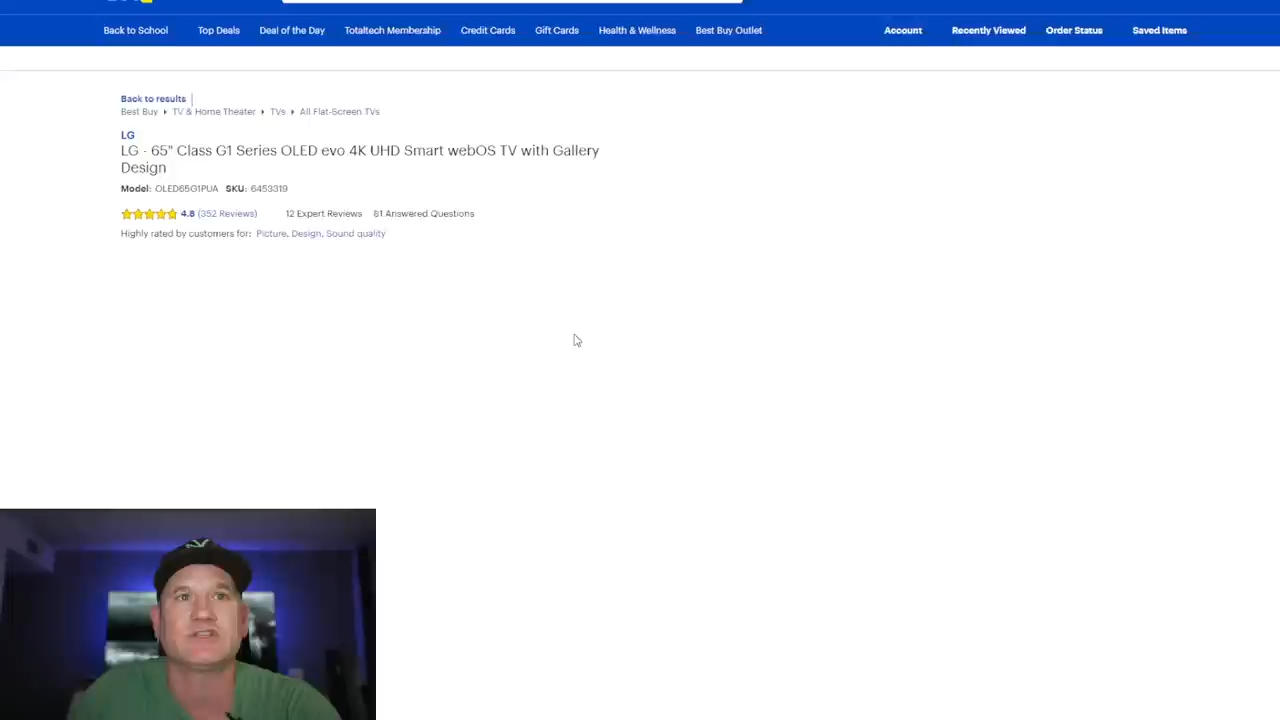 Back to School Top Deals Deal of the Day Totaltech Membership Credit Cards Gift Cards Health & Wellness Best Buy Outlet Account Recently Viewed Order Status Saved Items
Back to results
Best Buy TV & Home Theater TVs All Flat-Screen TVs
LG
LG - 65" Class G1 Series OLED evo 4K UHD Smart webOS TV with Gallery
Design
Model: OLED65G1PUA SKU: 6453319
4.8 (352 Reviews) 12 Expert Reviews 81 Answered Questions
Highly rated by customers for: Picture, Design, Sound quality